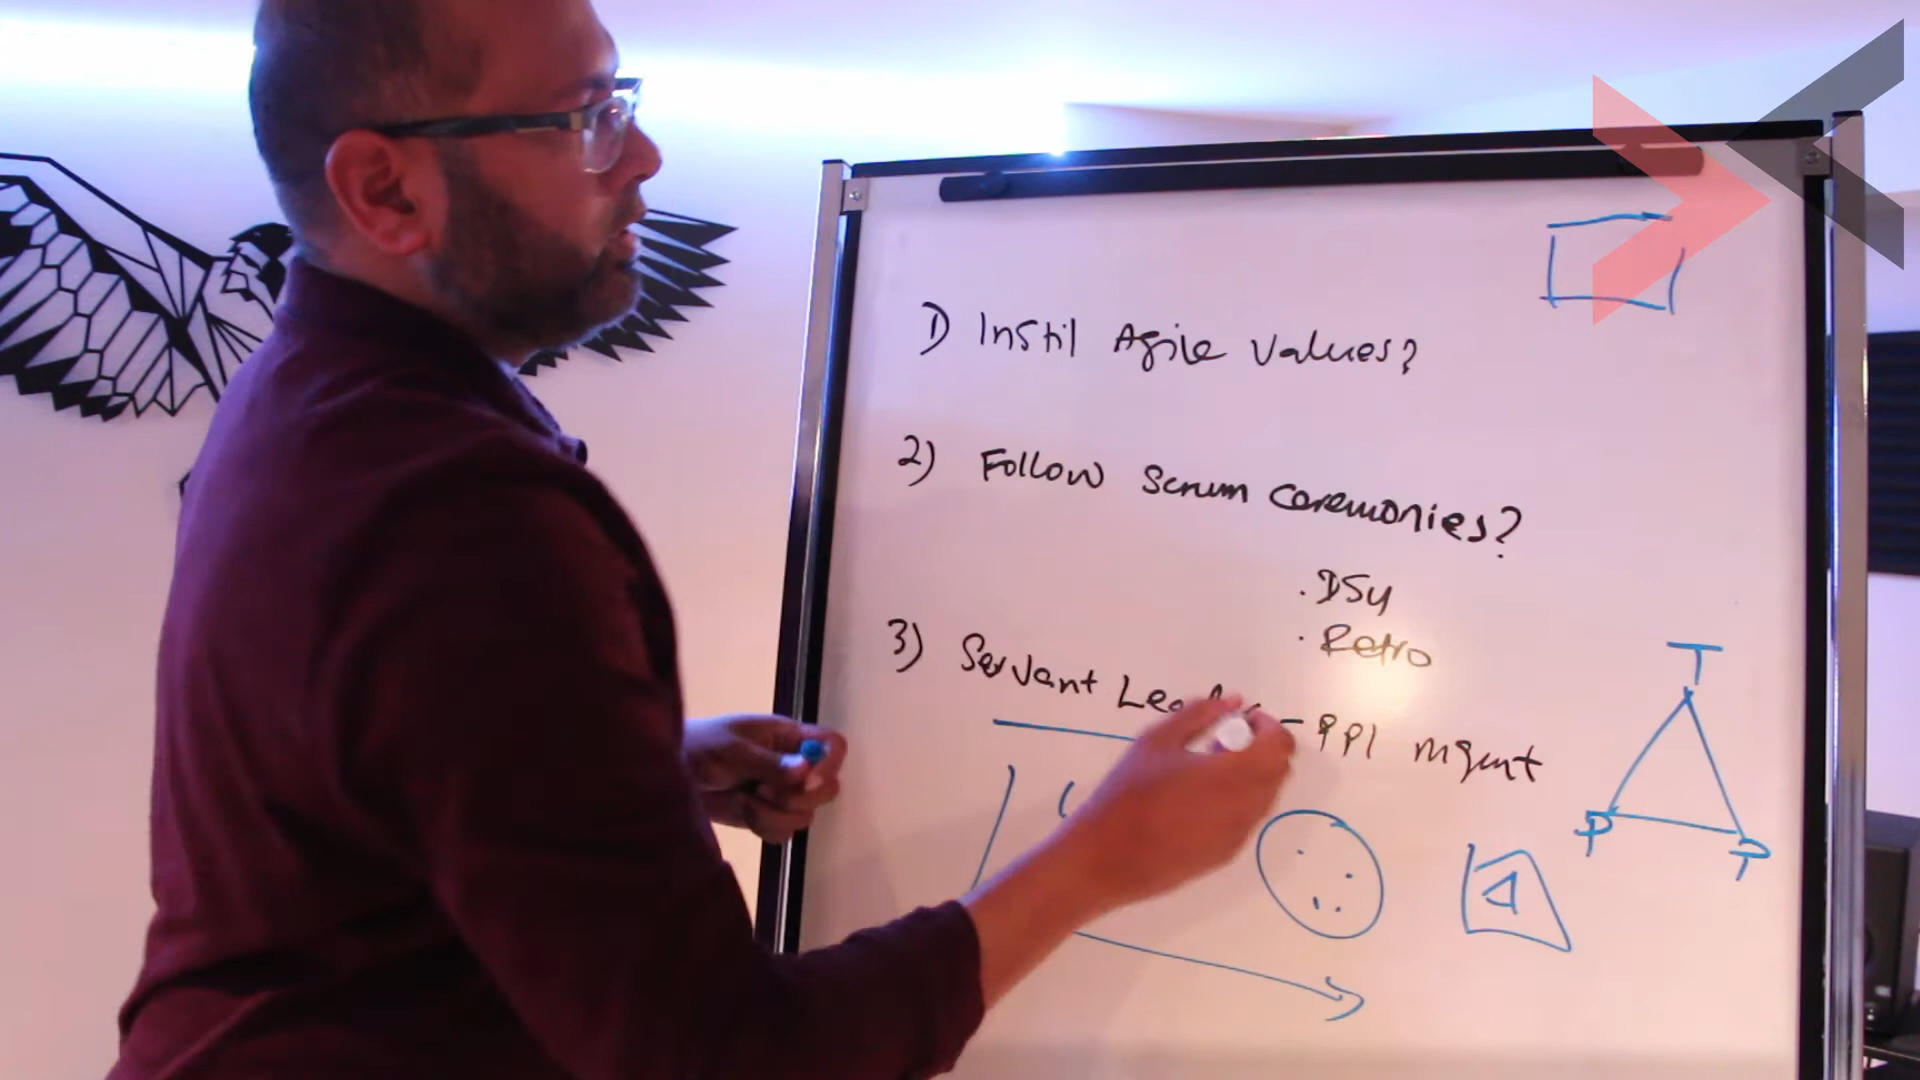 1) Instil Agile Values?
2) Follow Scrum Ceremonies?
. DSU
. Retro
3) Servant - PPl mgmt
T
P
P